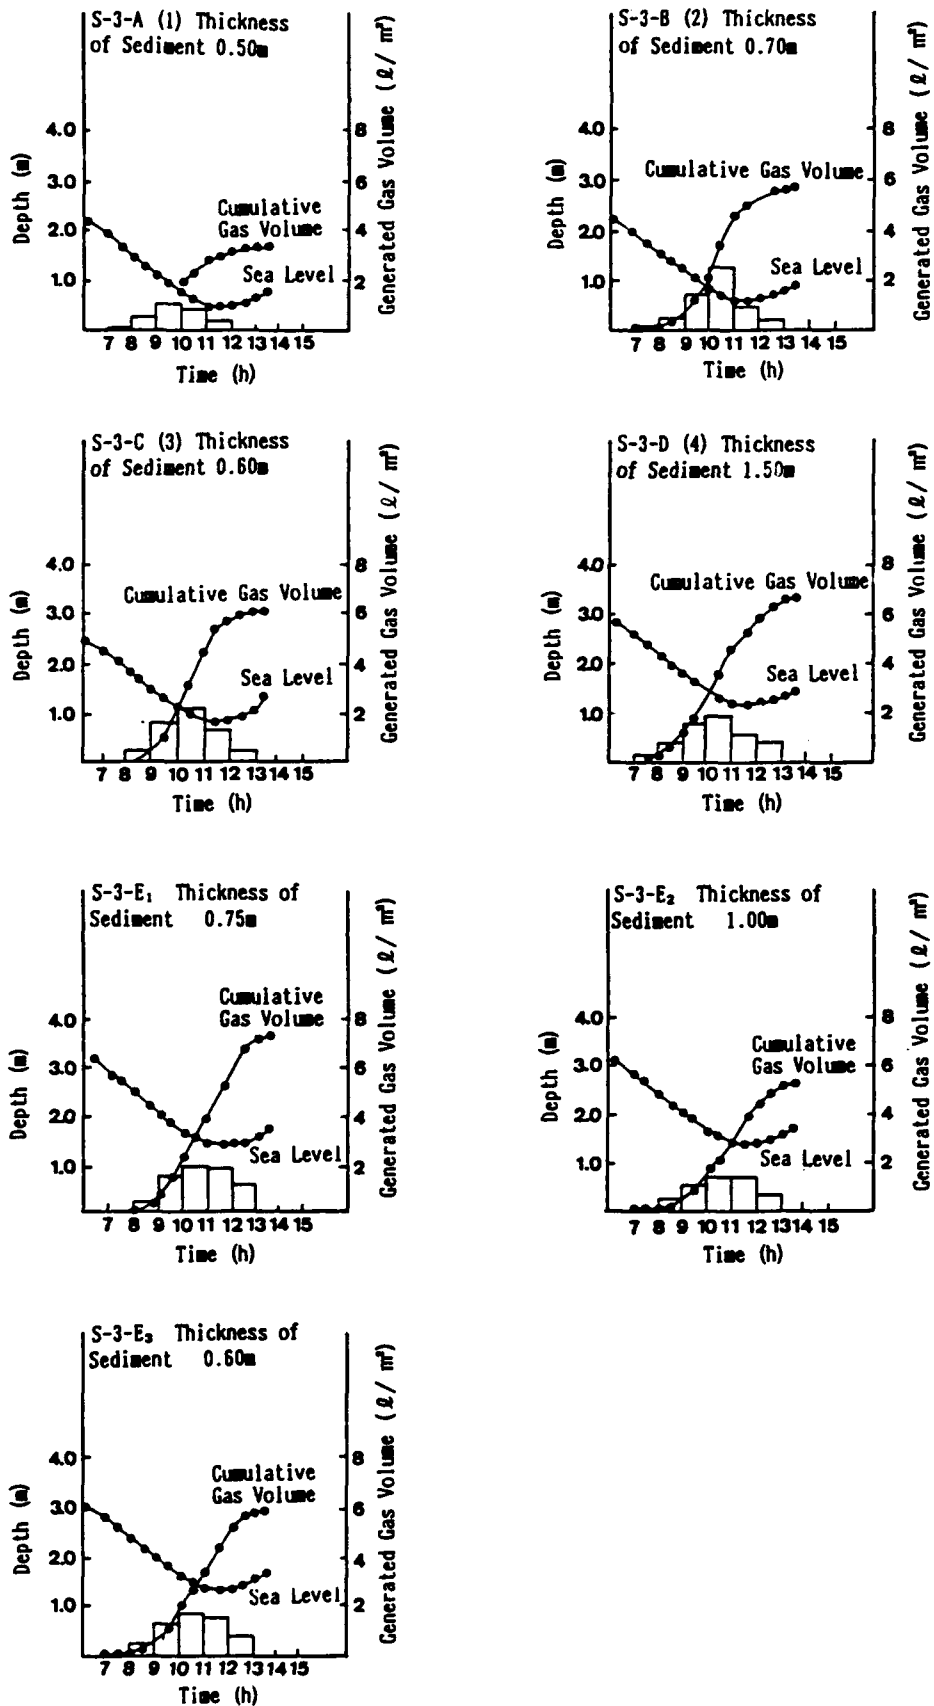 S-3-A (1) Thickness
of Sediment 0.50m
Depth (m)
4.0
3.0
2.0
1.0
8
6
4
2
Generated Gas Volume (ℓ/ m²)
Cumulative
Gas Volume
Sea Level
7 8 9 10 11 12 13 14 15
Time (h)
S-3-B (2) Thickness
of Sediment 0.70m
Depth (m)
4.0
3.0
2.0
1.0
8
6
4
2
Generated Gas Volume (ℓ/ m²)
Cumulative Gas Volume
Sea Level
7 8 9 10 11 12 13 14 15
Time (h)
S-3-C (3) Thickness
of Sediment 0.60m
Depth (m)
4.0
3.0
2.0
1.0
8
6
4
2
Generated Gas Volume (ℓ/ m²)
Cumulative Gas Volume
Sea Level
7 8 9 10 11 12 13 14 15
Time (h)
S-3-D (4) Thickness
of Sediment 1.50m
Depth (m)
4.0
3.0
2.0
1.0
8
6
4
2
Generated Gas Volume (ℓ/ m²)
Cumulative Gas Volume
Sea Level
7 8 9 10 11 12 13 14 15
Time (h)
S-3-E₁ Thickness of
Sediment 0.75m
Depth (m)
4.0
3.0
2.0
1.0
8
6
4
2
Generated Gas Volume (ℓ/ m²)
Cumulative
Gas Volume
Sea Level
7 8 9 10 11 12 13 14 15
Time (h)
S-3-E₂ Thickness of
Sediment 1.00m
Depth (m)
4.0
3.0
2.0
1.0
8
6
4
2
Generated Gas Volume (ℓ/ m²)
Cumulative
Gas Volume
Sea Level
7 8 9 10 11 12 13 14 15
Time (h)
S-3-E₃ Thickness of
Sediment 0.60m
Depth (m)
4.0
3.0
2.0
1.0
8
6
4
2
Generated Gas Volume (ℓ/ m²)
Cumulative
Gas Volume
Sea Level
7 8 9 10 11 12 13 14 15
Time (h)